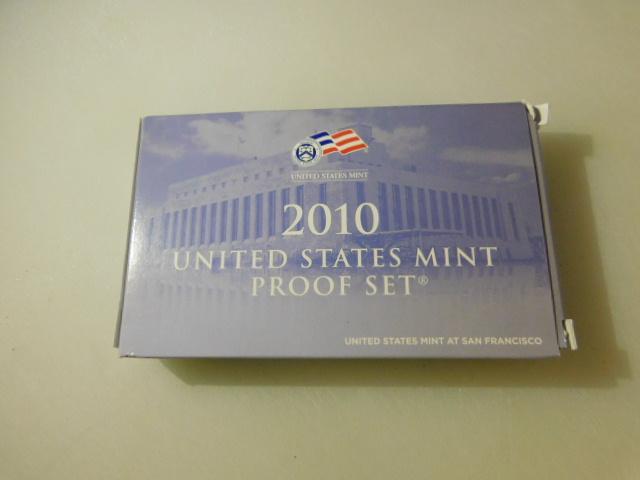 UNITED STATES MINT
2010
UNITED STATES MINT
PROOF SET®
UNITED STATES MINT AT SAN FRANCISCO